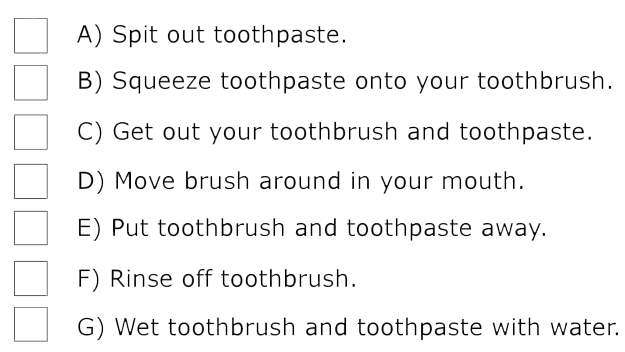 A) Spit out toothpaste.
B) Squeeze toothpaste onto your toothbrush.
C) Get out your toothbrush and toothpaste.
D) Move brush around in your mouth.
E) Put toothbrush and toothpaste away.
F) Rinse off toothbrush.
G) Wet toothbrush and toothpaste with water.